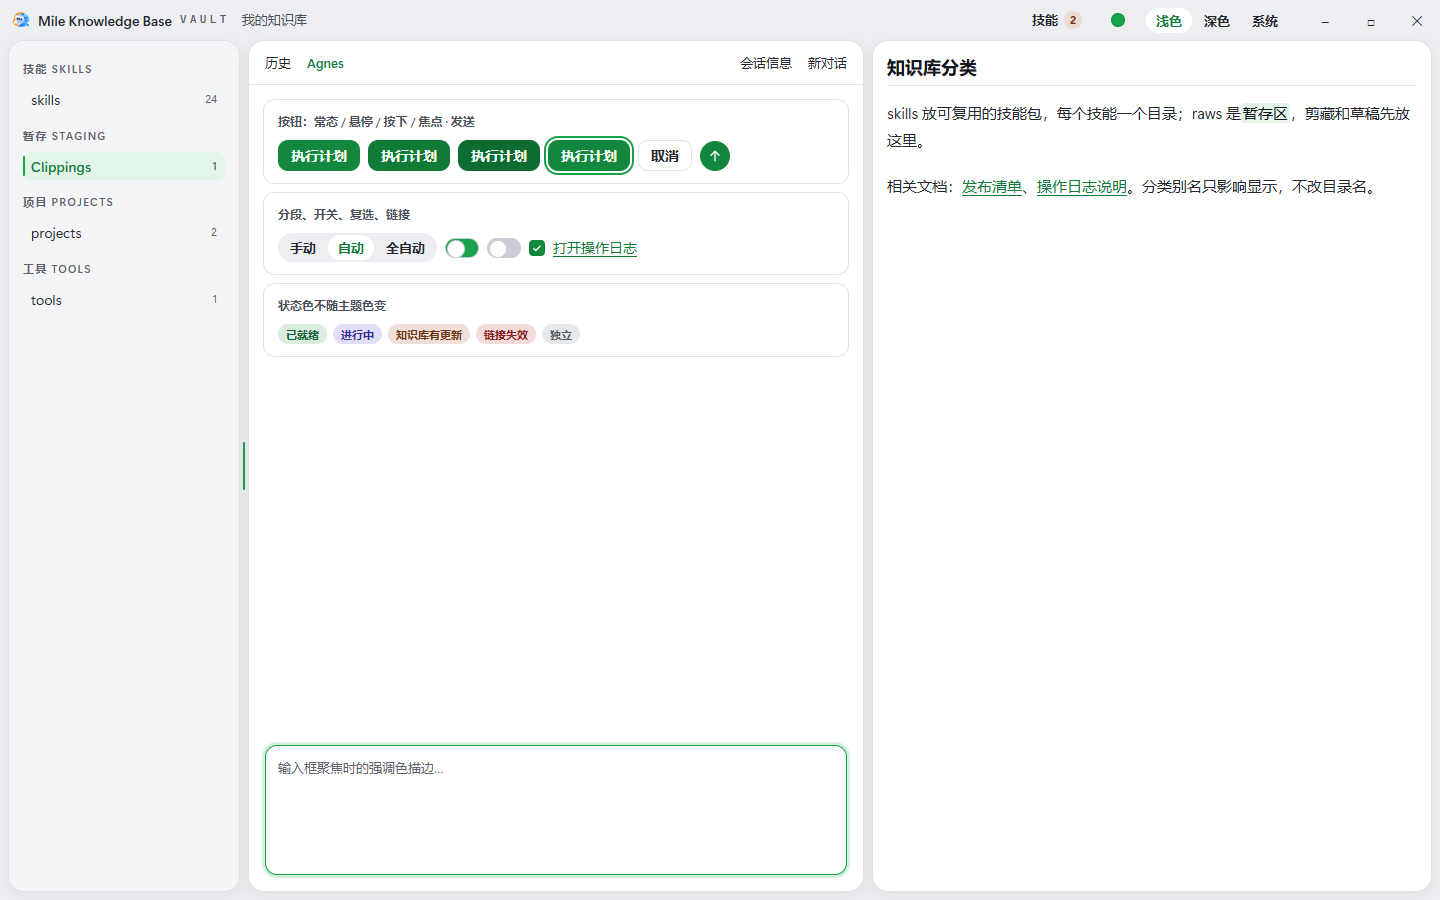 Mile Knowledge Base VAULT 我的知识库
技能 2 浅色 深色 系统
技能 SKILLS
skills 24
暂存 STAGING
Clippings 1
项目 PROJECTS
projects 2
工具 TOOLS
tools 1
历史 Agnes 会话信息 新对话
按钮：常态 / 悬停 / 按下 / 焦点 · 发送
执行计划 执行计划 执行计划 执行计划 取消
分段、开关、复选、链接
手动 自动 全自动 打开操作日志
状态色不随主题色变
已就绪 进行中 知识库有更新 链接失效 独立
输入框聚焦时的强调色描边...
知识库分类
skills 放可复用的技能包，每个技能一个目录；raws 是暂存区，剪藏和草稿先放
这里。
相关文档：发布清单、操作日志说明。分类别名只影响显示，不改目录名。